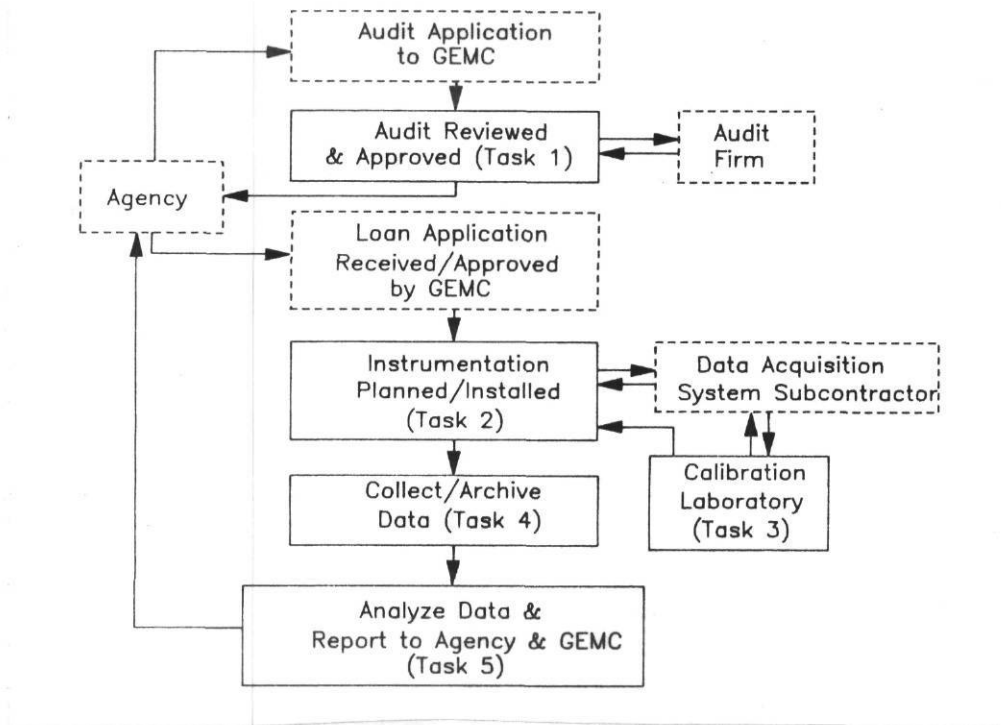 Audit Application
to GEMC
Audit Reviewed
& Approved (Task 1)
Audit
Firm
Agency
Loan Application
Received/Approved
by GEMC
Instrumentation
Planned/Installed
(Task 2)
Data Acquisition
System Subcontractor
Calibration
Laboratory
(Task 3)
Collect/Archive
Data (Task 4)
Analyze Data &
Report to Agency & GEMC
(Task 5)